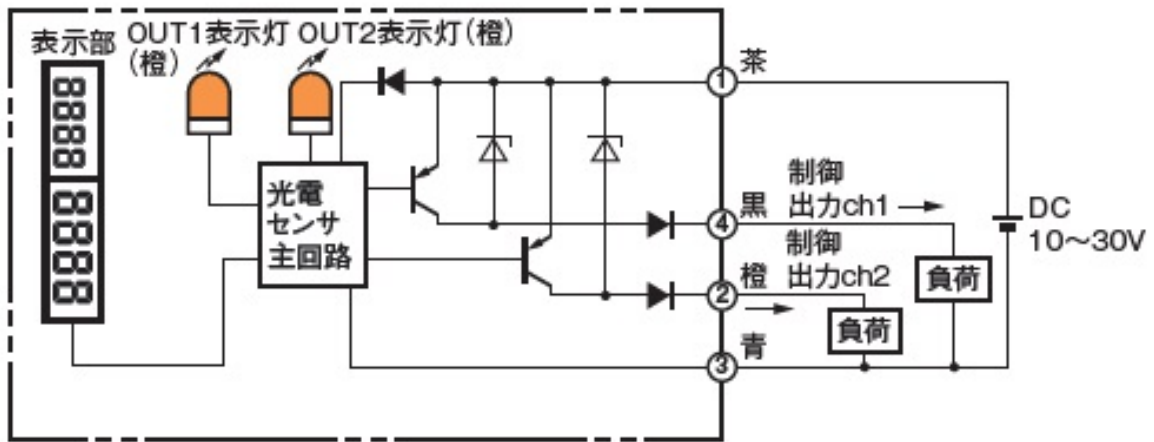 表示部
OUT1表示灯
(橙)
OUT2表示灯(橙)
8888
8888
光電
センサ
主回路
① 茶
④ 黒
制御
出力ch1
② 橙
制御
出力ch2
③ 青
負荷
負荷
DC
10〜30V